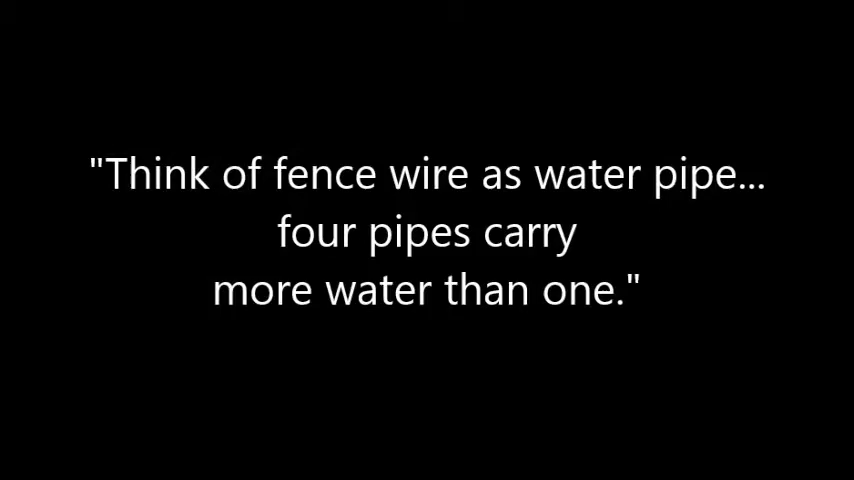 "Think of fence wire as water pipe...
four pipes carry
more water than one."